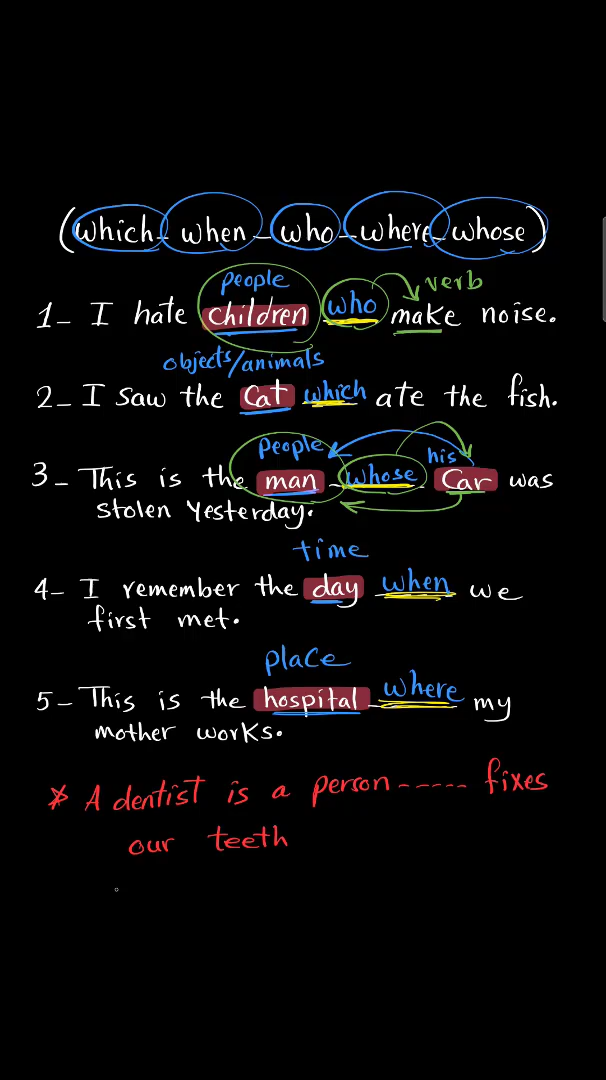 (which - when - who - where - whose)
people
verb
1- I hate children who make noise.
objects/animals
2- I saw the cat which ate the fish.
people his
3- This is the man whose car was
stolen yesterday.
time
4- I remember the day when we
first met.
place
5- This is the hospital where my
mother works.
* A dentist is a person ----- fixes
our teeth